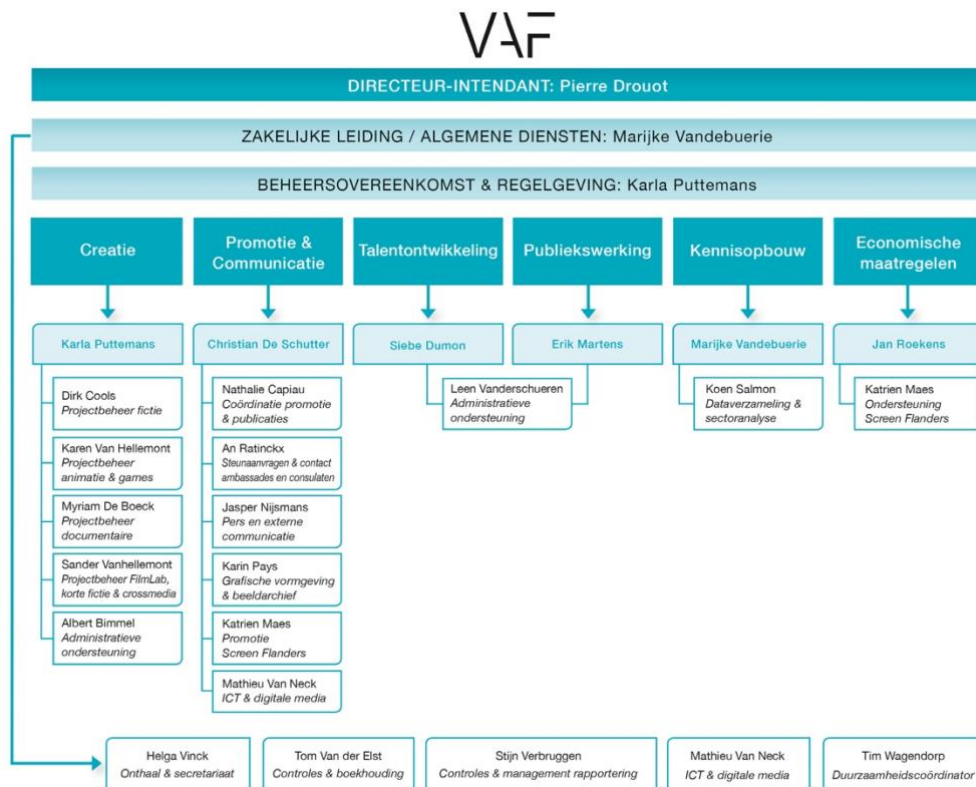 VAF
DIRECTEUR-INTENDANT: Pierre Drouot
ZAKELIJKE LEIDING / ALGEMENE DIENSTEN: Marijke Vandebuerie
BEHEERSOVEREENKOMST & REGELGEVING: Karla Puttemans
Creatie
Karla Puttemans
Dirk Cools
Projectbeheer fictie
Karen Van Hellemont
Projectbeheer
animatie & games
Myriam De Boeck
Projectbeheer
documentaire
Sander Vanhellemont
Projectbeheer FilmLab,
korte fictie & crossmedia
Albert Bimmel
Administratieve
ondersteuning
Promotie &
Communicatie
Christian De Schutter
Nathalie Capiau
Coördinatie promotie
& publicaties
An Ratinckx
Steunaanvragen & contact
ambassades en consulaten
Jasper Nijsmans
Pers en externe
communicatie
Karin Pays
Grafische vormgeving
& beeldarchief
Katrien Maes
Promotie
Screen Flanders
Mathieu Van Neck
ICT & digitale media
Talentontwikkeling
Siebe Dumon
Publiekswerking
Erik Martens
Leen Vanderschueren
Administratieve
ondersteuning
Kennisopbouw
Marijke Vandebuerie
Koen Salmon
Dataverzameling &
sectoranalyse
Economische
maatregelen
Jan Roekens
Katrien Maes
Ondersteuning
Screen Flanders
Helga Vinck
Onthaal & secretariaat
Tom Van der Elst
Controles & boekhouding
Stijn Verbruggen
Controles & management rapportering
Mathieu Van Neck
ICT & digitale media
Tim Wagendorp
Duurzaamheidscoördinator